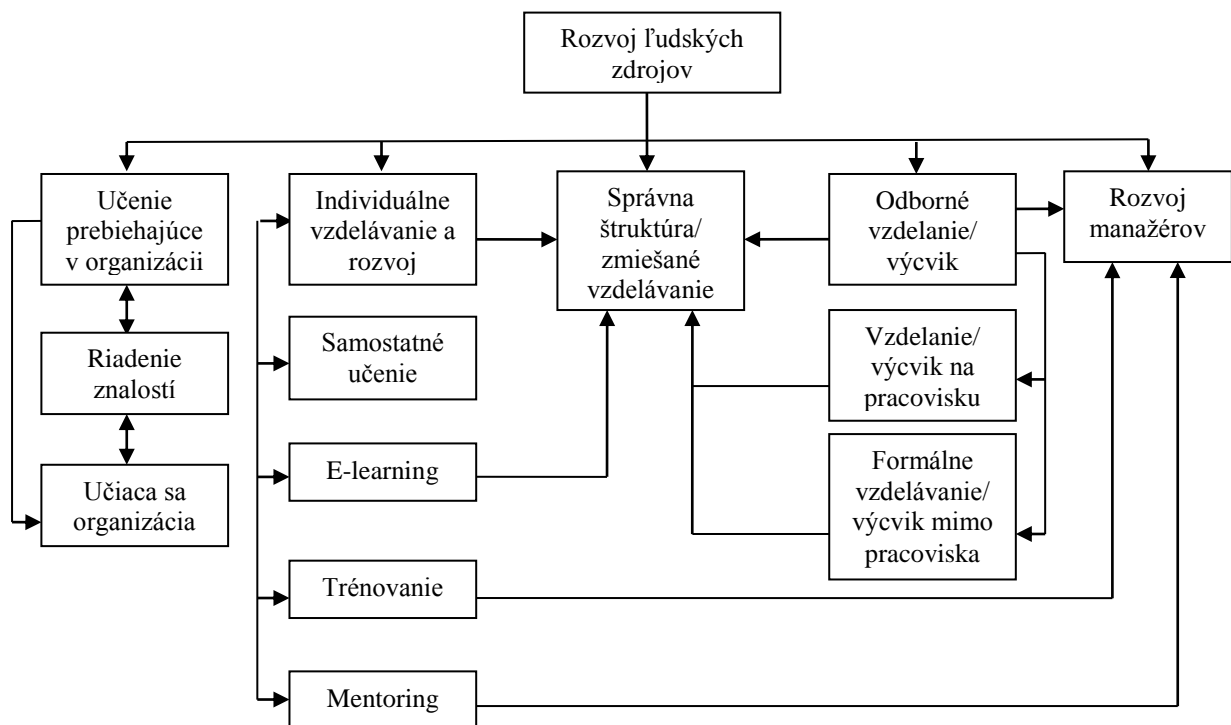 Rozvoj ľudských
zdrojov
Učenie
prebiehajúce
v organizácii
Individuálne
vzdelávanie a
rozvoj
Správna
štruktúra/
zmiešané
vzdelávanie
Odborné
vzdelanie/
výcvik
Rozvoj
manažérov
Riadenie
znalostí
Samostatné
učenie
Vzdelanie/
výcvik na
pracovisku
Učiaca sa
organizácia
E-learning
Formálne
vzdelávanie/
výcvik mimo
pracoviska
Trénovanie
Mentoring